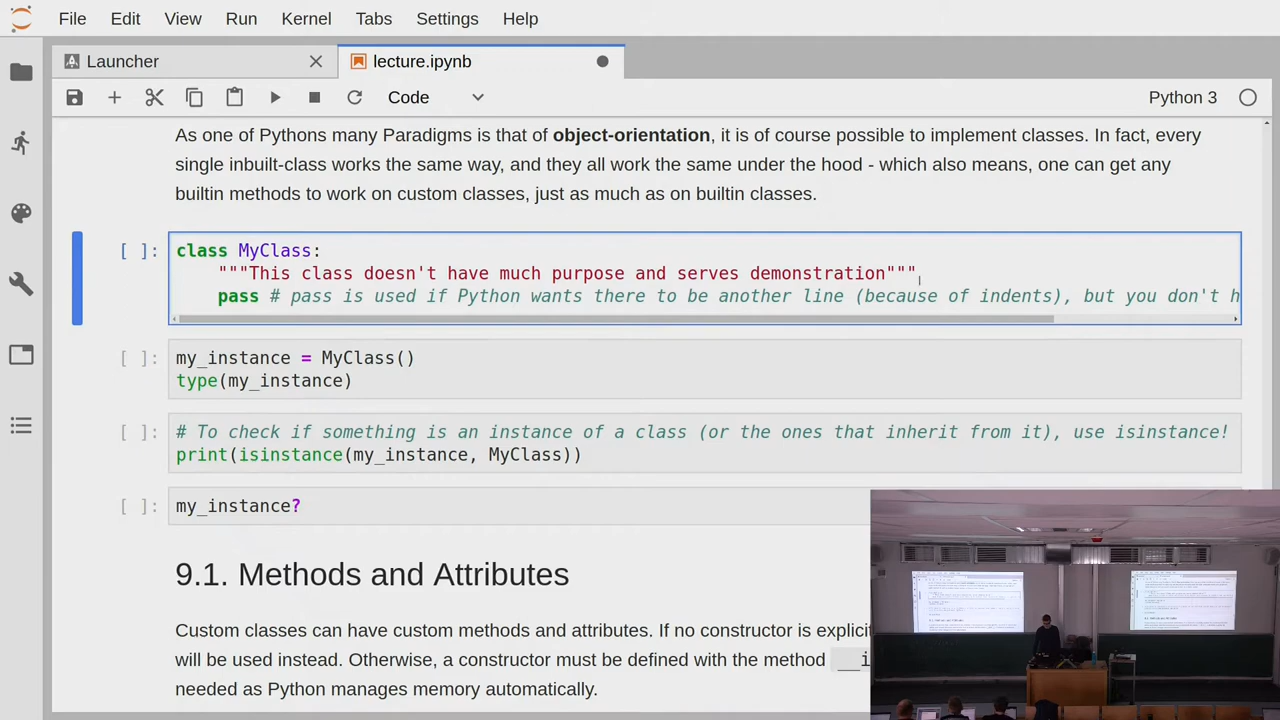 File Edit View Run Kernel Tabs Settings Help
Launcher
lecture.ipynb
Code
Python 3
As one of Pythons many Paradigms is that of object-orientation, it is of course possible to implement classes. In fact, every
single inbuilt-class works the same way, and they all work the same under the hood - which also means, one can get any
builtin methods to work on custom classes, just as much as on builtin classes.
[ ]: class MyClass:
"""This class doesn't have much purpose and serves demonstration"""
pass # pass is used if Python wants there to be another line (because of indents), but you don't h
[ ]: my_instance = MyClass()
type(my_instance)
[ ]: # To check if something is an instance of a class (or the ones that inherit from it), use isinstance!
print(isinstance(my_instance, MyClass))
[ ]: my_instance?
9.1. Methods and Attributes
Custom classes can have custom methods and attributes. If no constructor is explici
will be used instead. Otherwise, a constructor must be defined with the method __i
needed as Python manages memory automatically.